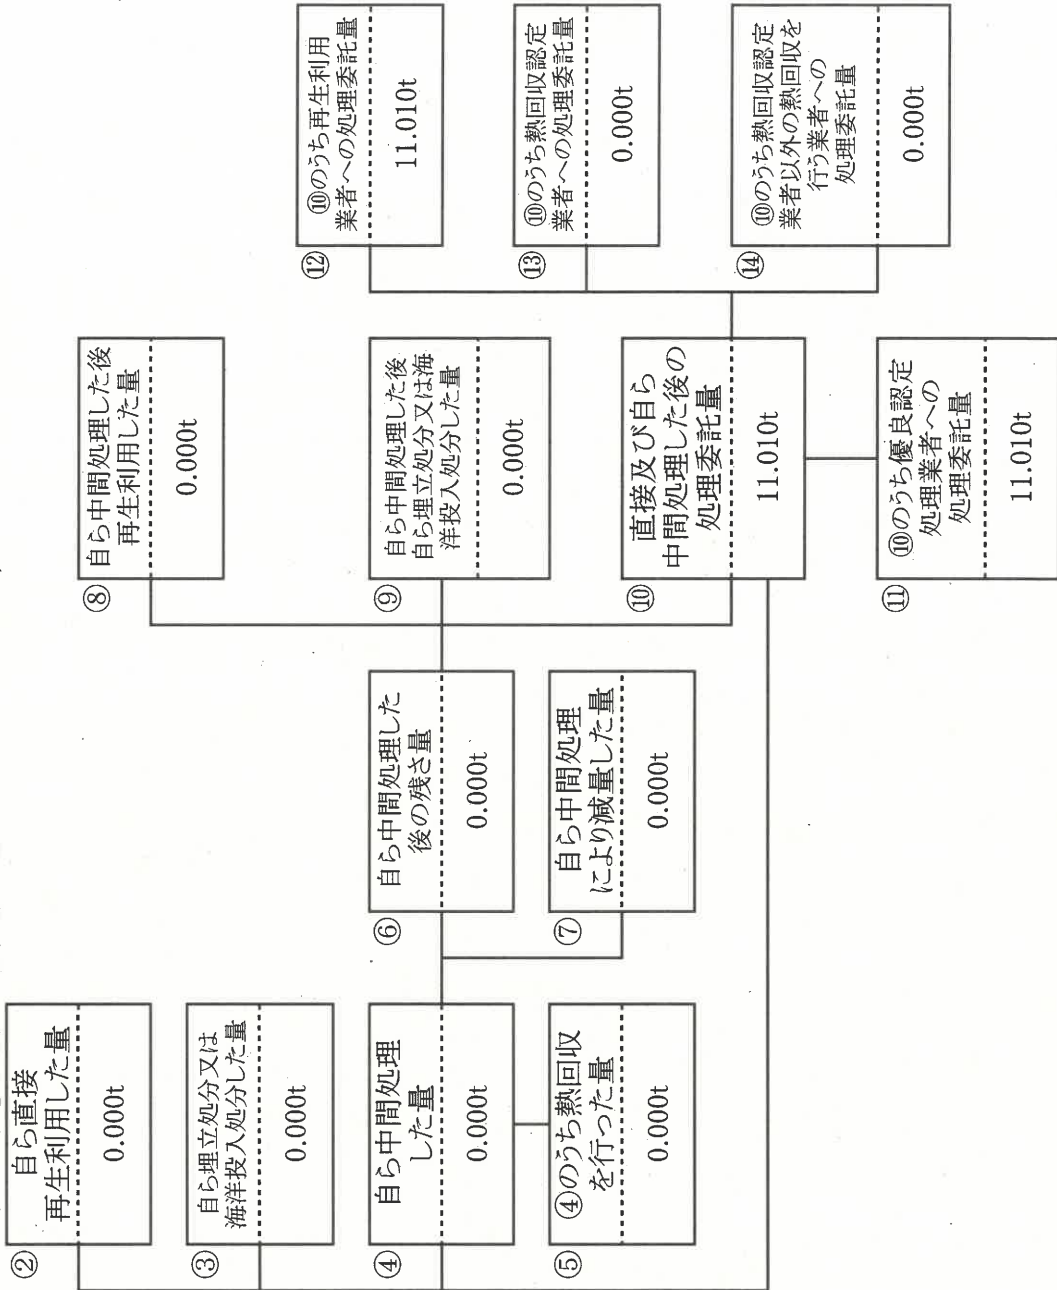 ②
自ら直接
再生利用した量
0.000t
③
自ら埋立処分又は
海洋投入処分した量
0.000t
④
自ら中間処理
した量
0.000t
⑤
④のうち熱回収
を行った量
0.000t
⑥
自ら中間処理した
後の残さ量
0.000t
⑦
自ら中間処理
により減量した量
0.000t
⑧
自ら中間処理した後
再生利用した量
0.000t
⑨
自ら中間処理した後
自ら埋立処分又は海
洋投入処分した量
0.000t
⑩
直接及び自ら
中間処理した後の
処理委託量
11.010t
⑪
⑩のうち優良認定
処理業者への
処理委託量
11.010t
⑫
⑩のうち再生利用
業者への処理委託量
11.010t
⑬
⑩のうち熱回収認定
業者への処理委託量
0.000t
⑭
⑩のうち熱回収認定
業者以外の熱回収を
行う業者への
処理委託量
0.000t